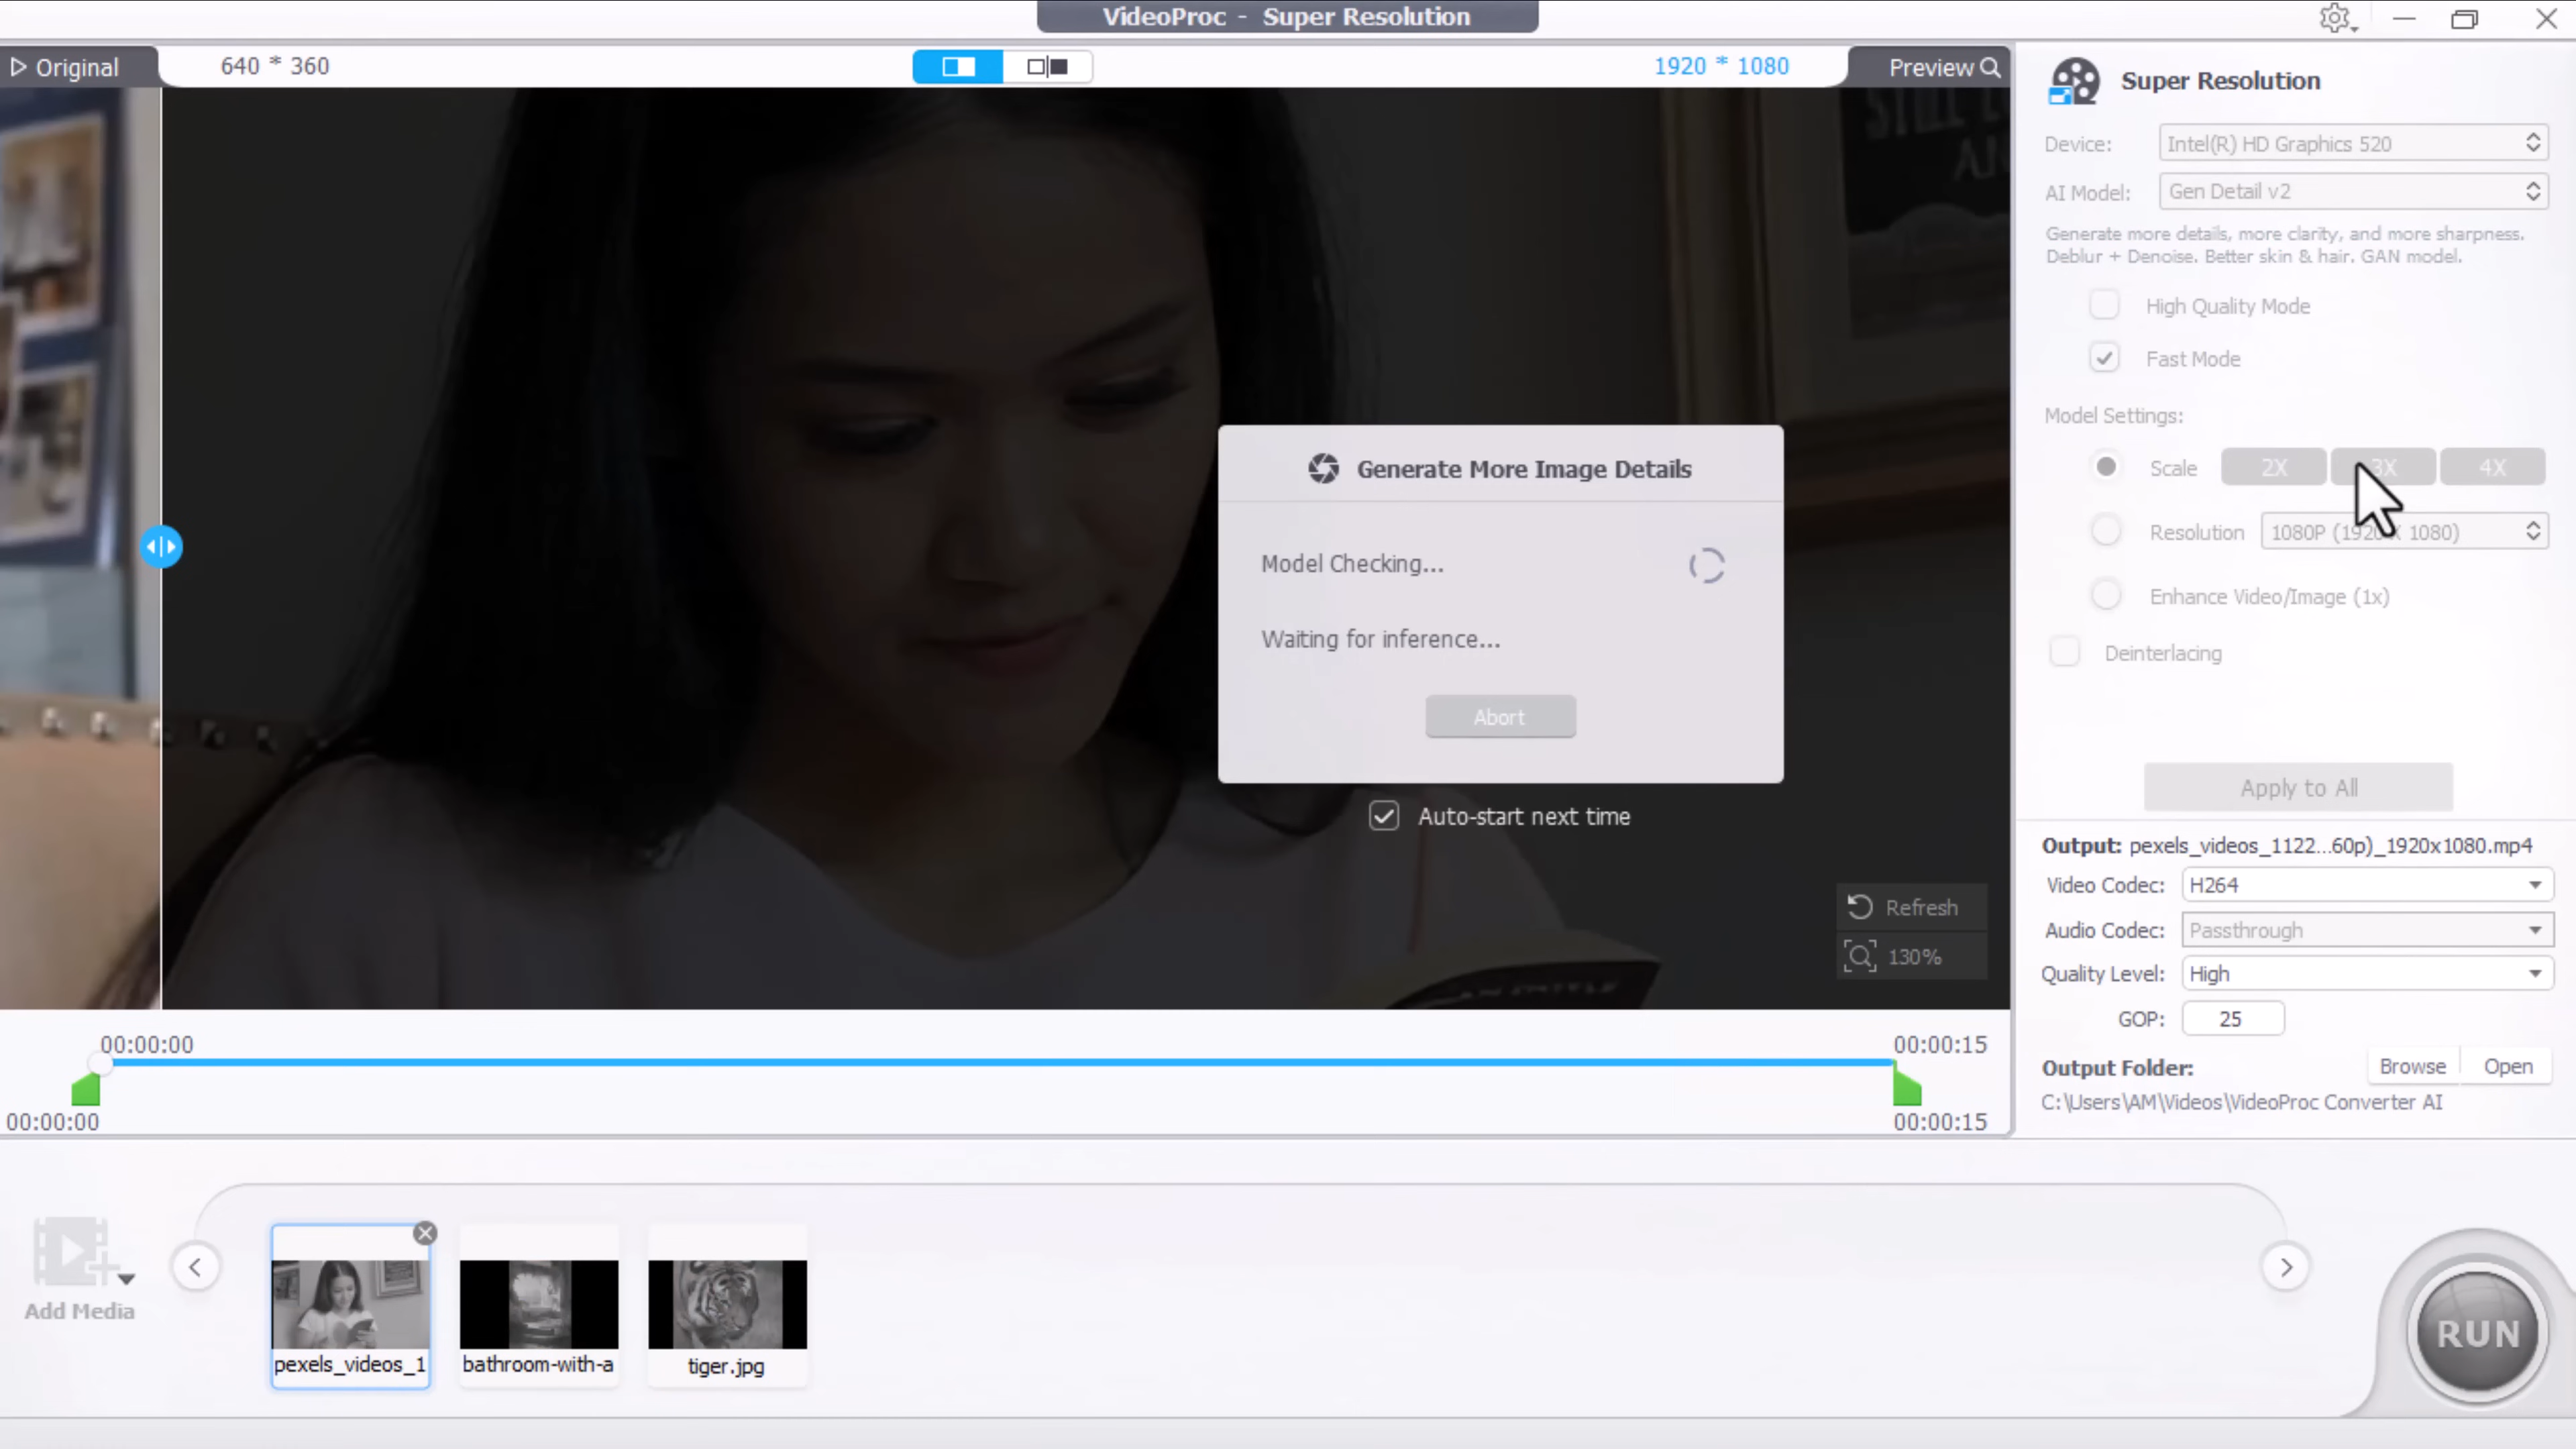 VideoProc - Super Resolution
Original
640 * 360
1920 * 1080
Preview
Super Resolution
Device: Intel(R) HD Graphics 520
AI Model: Gen Detail v2
Generate more details, more clarity, and more sharpness.
Deblur + Denoise. Better skin & hair. GAN model.
High Quality Mode
Fast Mode
Model Settings:
Scale 2X 3X 4X
Resolution 1080P (1920 X 1080)
Enhance Video/Image (1x)
Deinterlacing
Apply to All
Generate More Image Details
Model Checking...
Waiting for inference...
Abort
Auto-start next time
Refresh
130%
Output: pexels_videos_1122...60p)_1920x1080.mp4
Video Codec: H264
Audio Codec: Passthrough
Quality Level: High
GOP: 25
Output Folder: Browse Open
C:\Users\AM\Videos\VideoProc Converter AI
00:00:00
00:00:15
00:00:00
00:00:15
Add Media
pexels_videos_1
bathroom-with-a
tiger.jpg
RUN